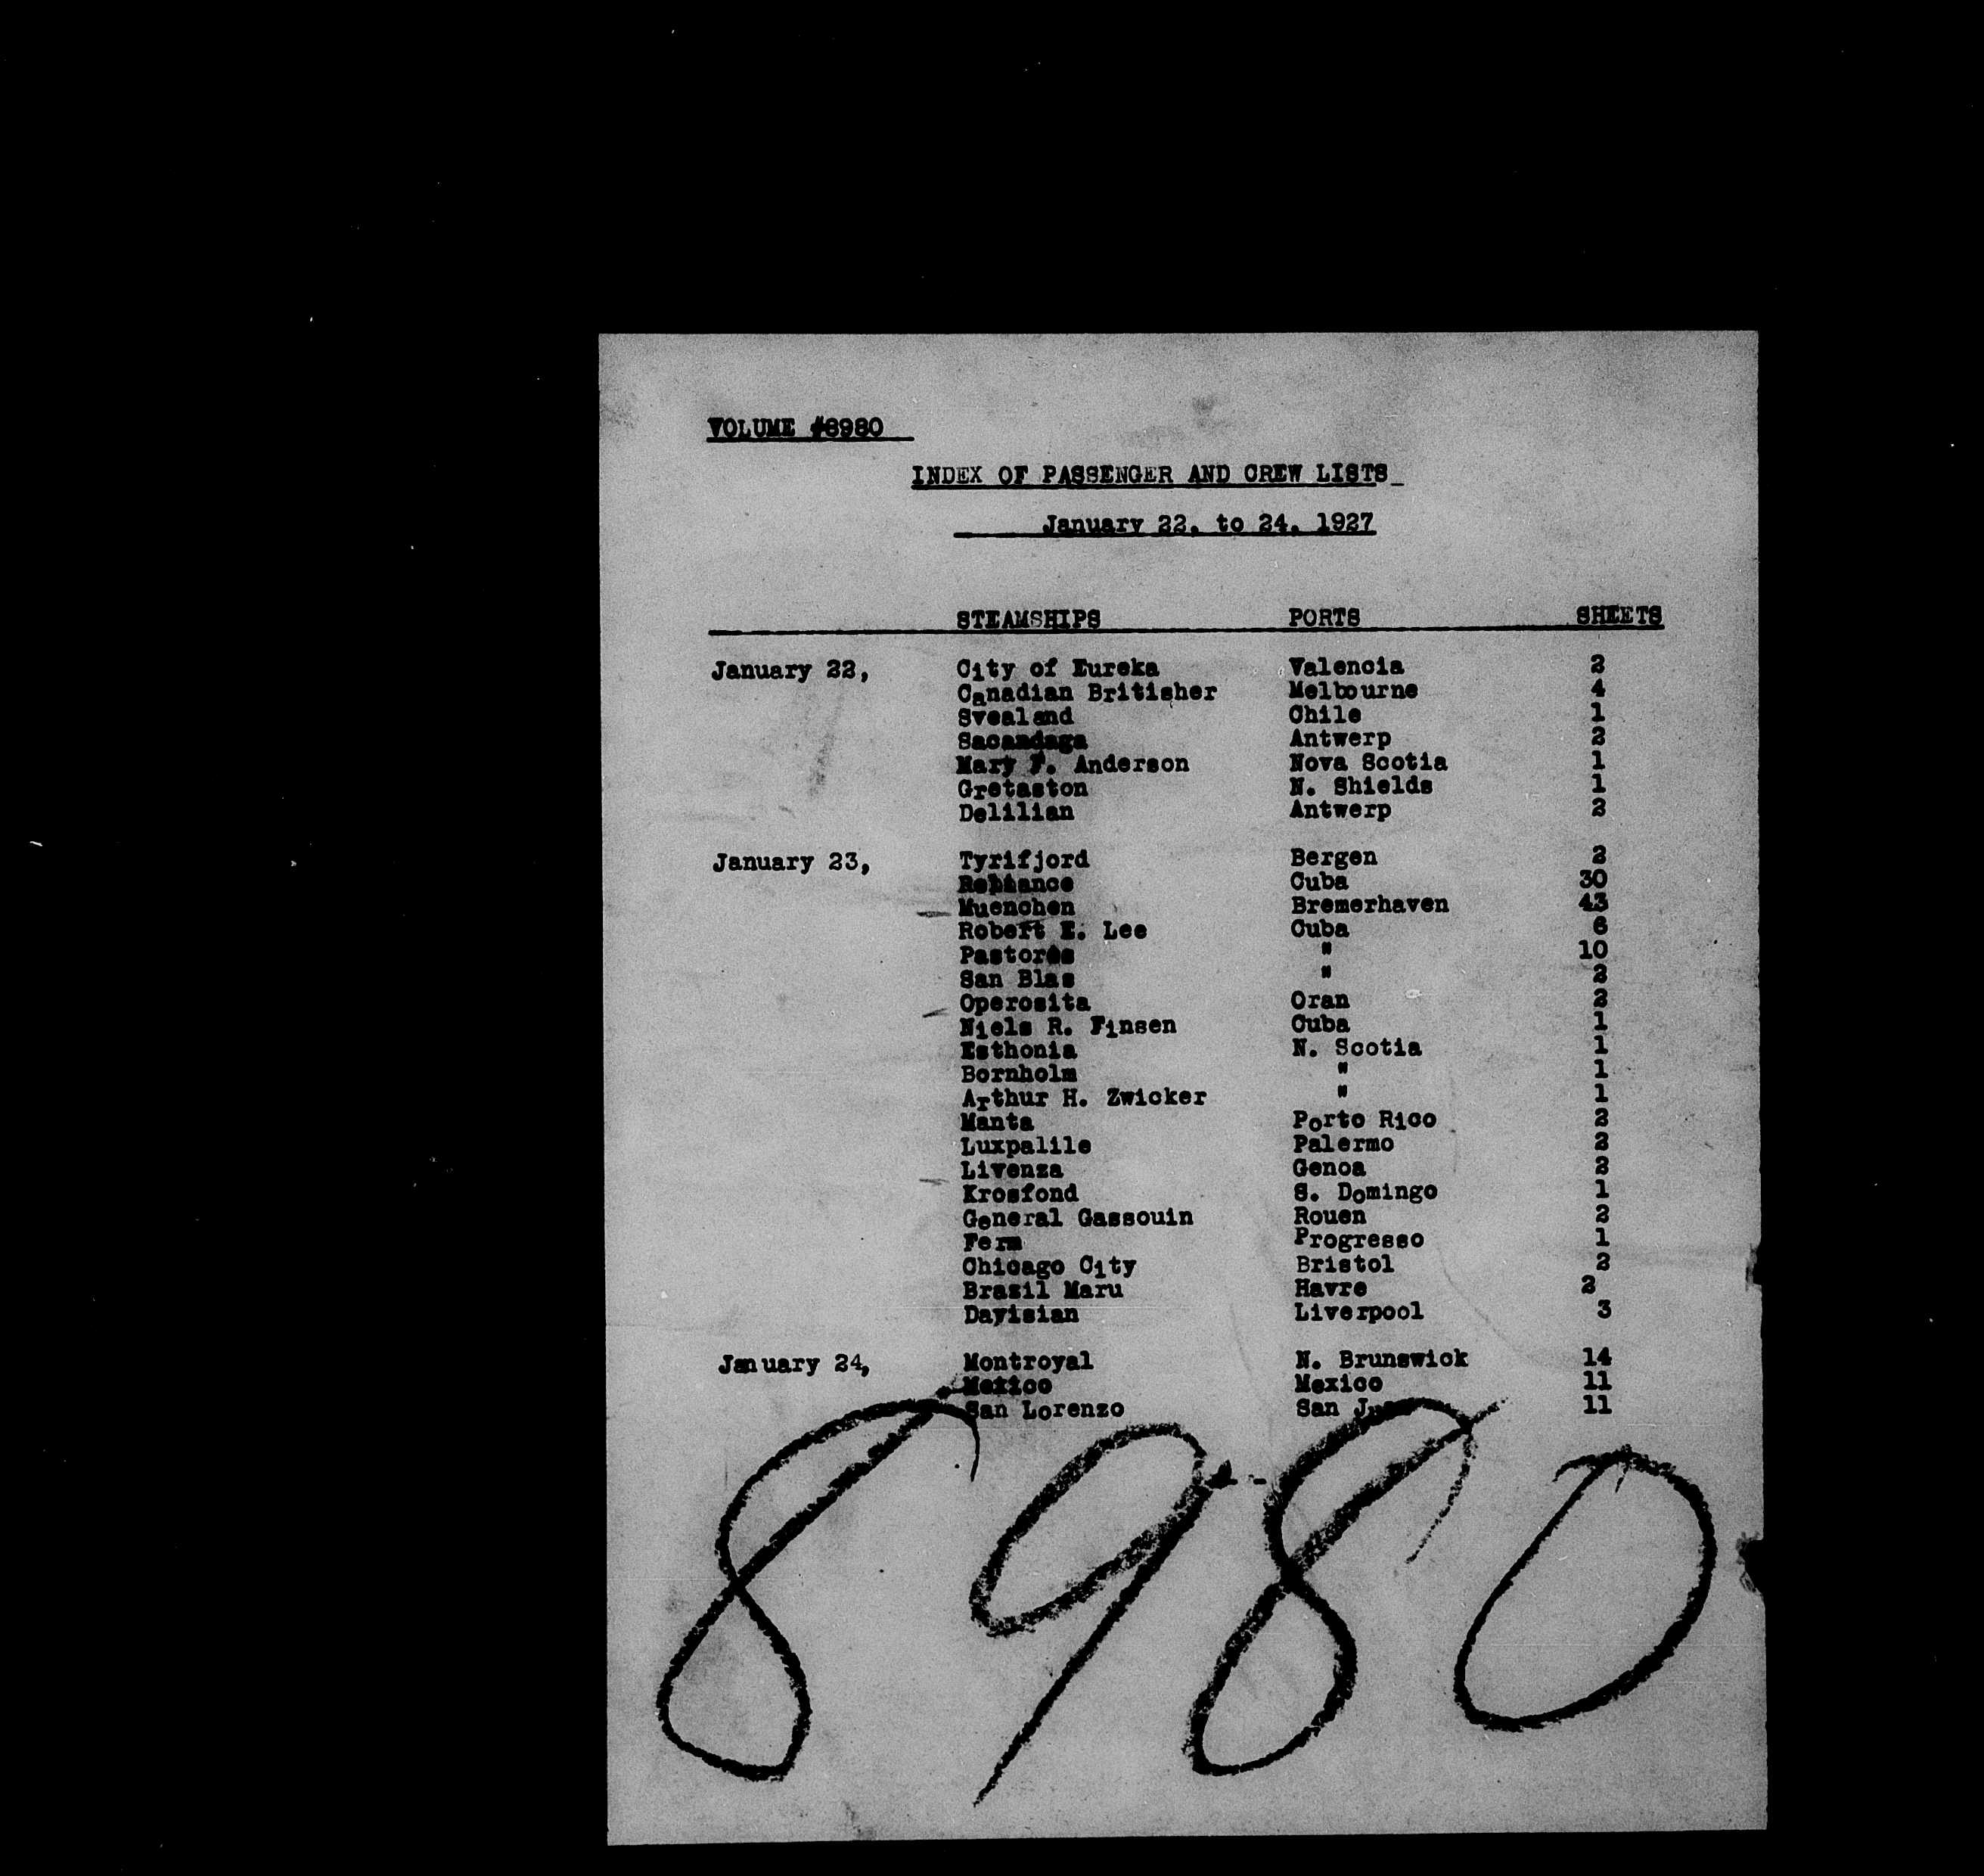 VOLUME #8980
INDEX OF PASSENGER AND CREW LISTS
January 22, to 24, 1927
STEAMSHIPS PORTS SHEETS
January 22, City of Eureka Valencia 2
Canadian Britisher Melbourne 4
Svealand Chile 1
Sacandaga Antwerp 2
Mary F. Anderson Nova Scotia 1
Gretaston N. Shields 1
Delilian Antwerp 2
January 23, Tyrifjord Bergen 2
Reliance Cuba 30
Muenchen Bremerhaven 43
Robert E. Lee Cuba 6
Pastores " 10
San Blas " 2
Operosita Oran 2
Niels R. Finsen Cuba 1
Esthonia N. Scotia 1
Bornholm " 1
Arthur H. Zwicker " 1
Manta Porto Rico 2
Luxpalile Palermo 2
Livenza Genoa 2
Krosfond S. Domingo 1
General Gassouin Rouen 2
Ferm Progresso 1
Chicago City Bristol 2
Brazil Maru Havre 2
Davisian Liverpool 3
January 24, Montroyal N. Brunswick 14
Mexico Mexico 11
San Lorenzo San Juan 11
8980